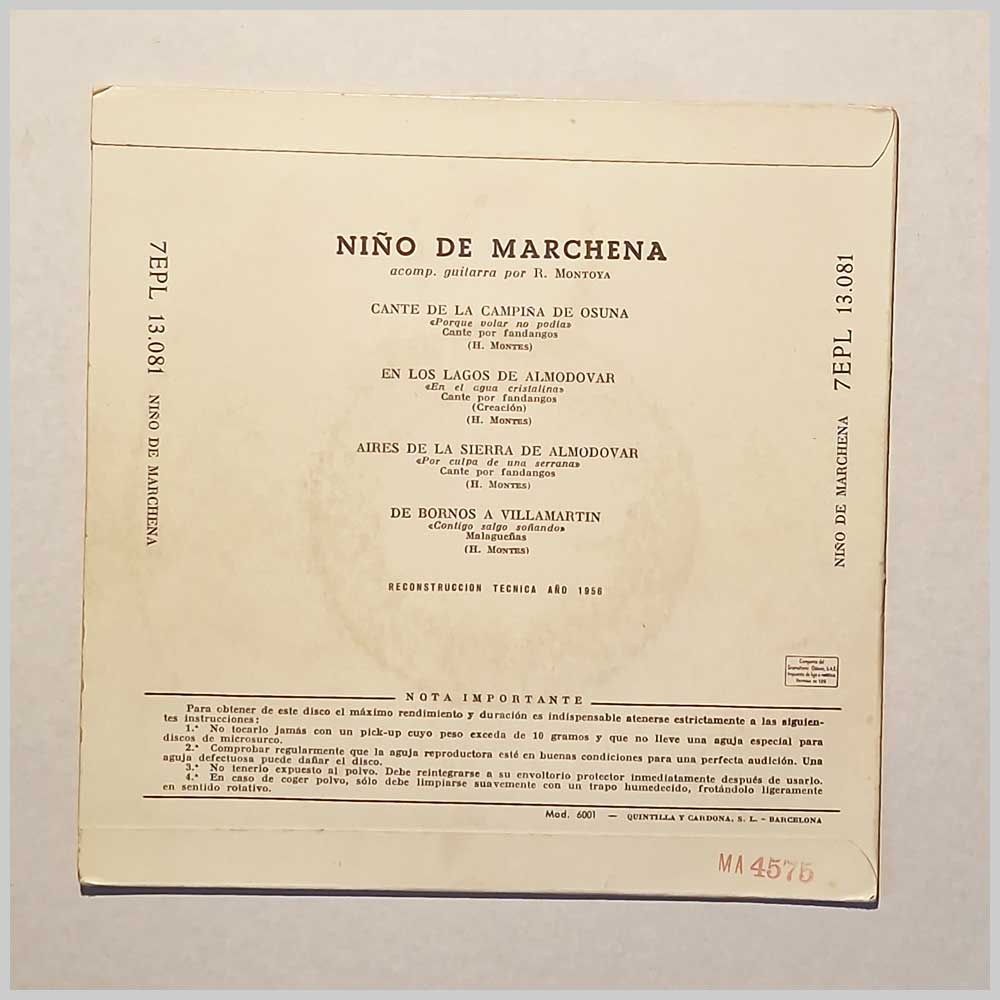 NIÑO DE MARCHENA
acomp. guitarra por R. MONTOYA
CANTE DE LA CAMPIÑA DE OSUNA
«Porque volar no podía»
Cante por fandangos
(H. MONTES)
EN LOS LAGOS DE ALMODOVAR
«En el agua cristalina»
Cante por fandangos
(Creación)
(H. MONTES)
AIRES DE LA SIERRA DE ALMODOVAR
«Por culpa de una serrana»
Cante por fandangos
(H. MONTES)
DE BORNOS A VILLAMARTIN
«Contigo salgo soñando»
Malagueñas
(H. MONTES)
RECONSTRUCCION TECNICA AÑO 1956
7EPL 13.081 NIÑO DE MARCHENA
NIÑO DE MARCHENA 7EPL 13.081
Compañía del
Gramófono Odeón, S.A.E.
NOTA IMPORTANTE
Para obtener de este disco el máximo rendimiento y duración es indispensable atenerse estrictamente a las siguien-
tes instrucciones:
1.ª No tocarlo jamás con un pick-up cuyo peso exceda de 10 gramos y que no lleve una aguja especial para
discos de microsurco.
2.ª Comprobar regularmente que la aguja reproductora esté en buenas condiciones para una perfecta audición. Una
aguja defectuosa puede dañar el disco.
3.ª No tenerlo expuesto al polvo. Debe reintegrarse a su envoltorio protector inmediatamente después de usarlo.
4.ª En caso de coger polvo, sólo debe limpiarse suavemente con un trapo humedecido, frotándolo ligeramente
en sentido rotativo.
Mod. 6001 — QUINTILLA Y CARDONA, S. L. - BARCELONA
MA 4575